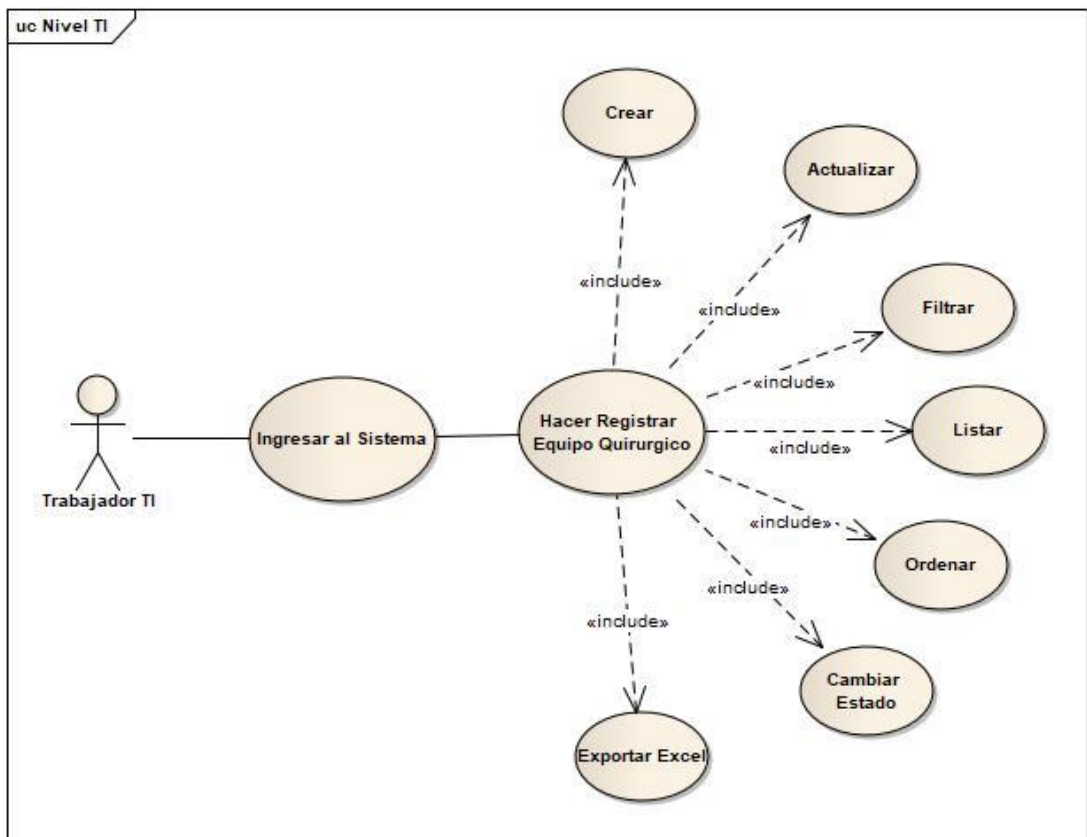 uc Nivel TI
Crear
Actualizar
«include»
«include»
Filtrar
«include»
Trabajador TI
Ingresar al Sistema
Hacer Registrar
Equipo Quirurgico
«include»
Listar
«include»
Ordenar
«include»
«include»
Cambiar
Estado
Exportar Excel